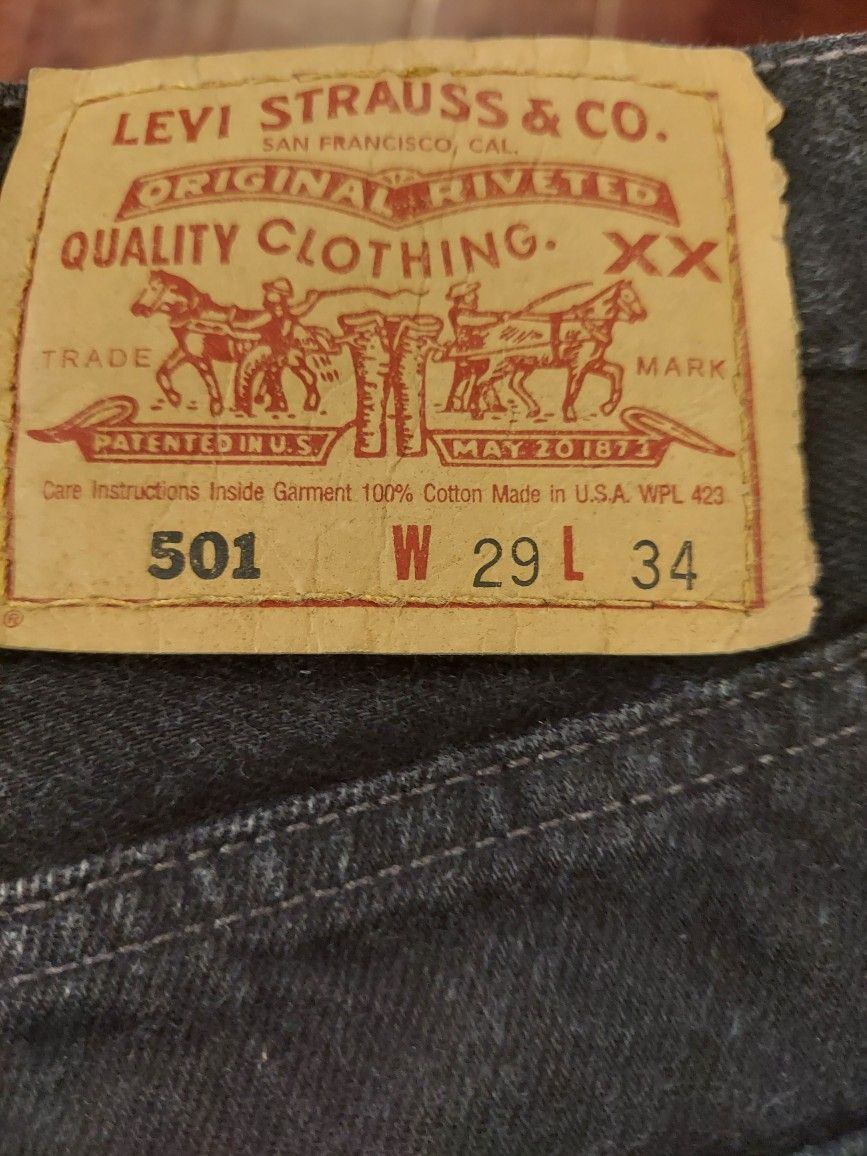 LEVI STRAUSS & CO.
SAN FRANCISCO, CAL.
ORIGINAL RIVETED
QUALITY CLOTHING. XX
TRADE MARK
PATENTED IN U.S. MAY 20 1873
Care Instructions Inside Garment 100% Cotton Made in U.S.A. WPL 423
501 W 29 L 34
®